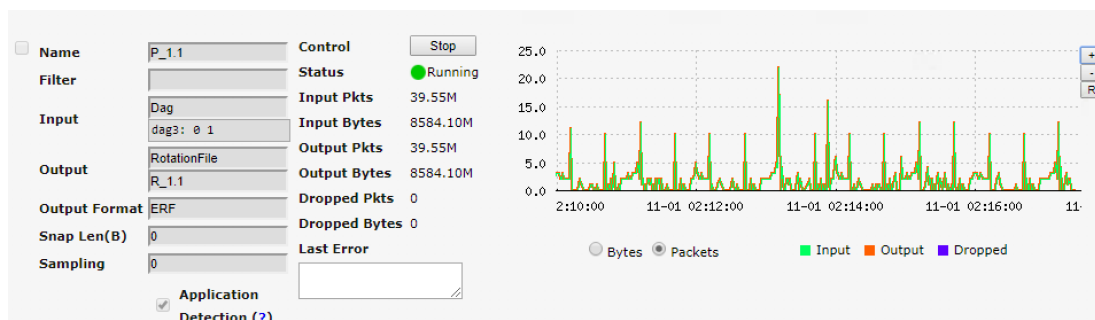 Name P_1.1
Filter
Input Dag
dag3: 0 1
Output RotationFile
R_1.1
Output Format ERF
Snap Len(B) 0
Sampling 0
Application
Detection (?)
Control Stop
Status Running
Input Pkts 39.55M
Input Bytes 8584.10M
Output Pkts 39.55M
Output Bytes 8584.10M
Dropped Pkts 0
Dropped Bytes 0
Last Error
25.0
20.0
15.0
10.0
5.0
0.0
2:10:00 11-01 02:12:00 11-01 02:14:00 11-01 02:16:00 11-
Bytes Packets Input Output Dropped
+
-
R